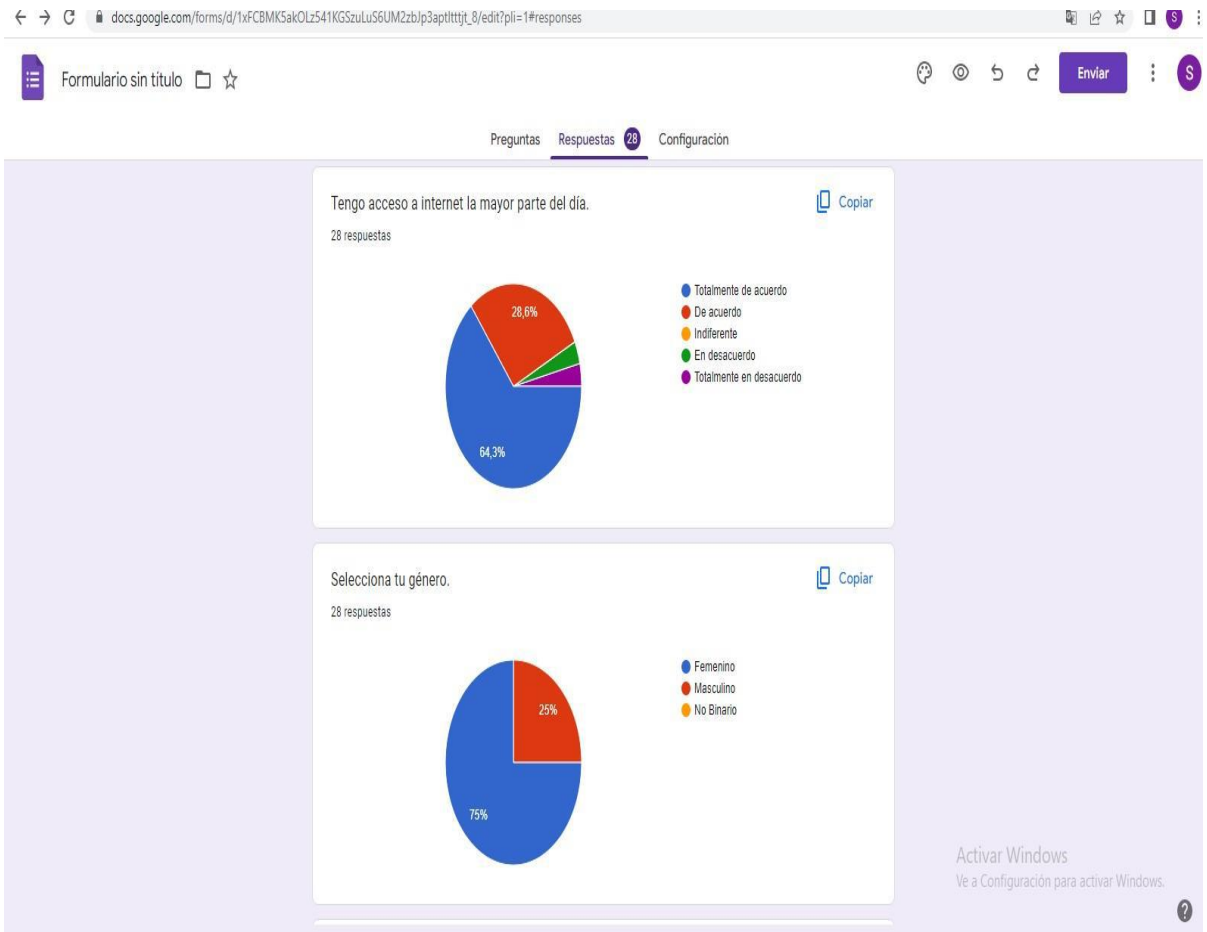 docs.google.com/forms/d/1xFCBMK5akOLz541KGSzuLuS6UM2zbJp3aptltttjt_8/edit?pli=1#responses
S
Formulario sin título
Enviar
S
Preguntas Respuestas 28 Configuración
Tengo acceso a internet la mayor parte del día.
Copiar
28 respuestas
28,6%
64,3%
Totalmente de acuerdo
De acuerdo
Indiferente
En desacuerdo
Totalmente en desacuerdo
Selecciona tu género.
Copiar
28 respuestas
25%
75%
Femenino
Masculino
No Binario
Activar Windows
Ve a Configuración para activar Windows.